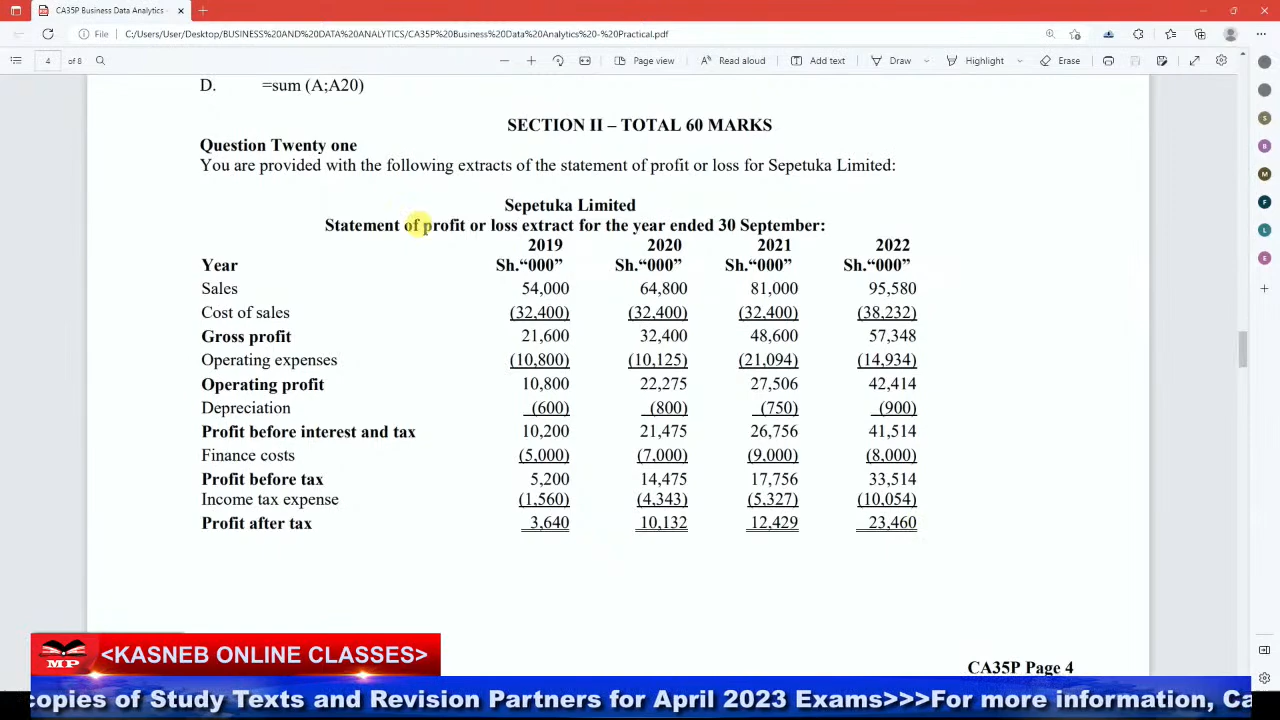 CA35P Business Data Analytics -
File
C:/Users/User/Desktop/BUSINESS%20AND%20DATA%20ANALYTICS/CA35P%20Business%20Data%20Analytics%20-%20Practical.pdf
4 of 8 Page view Read aloud Add text Draw Highlight Erase
D. =sum (A;A20)
SECTION II – TOTAL 60 MARKS
Question Twenty one
You are provided with the following extracts of the statement of profit or loss for Sepetuka Limited:
Sepetuka Limited
Statement of profit or loss extract for the year ended 30 September:
2019 2020 2021 2022
Year Sh.“000” Sh.“000” Sh.“000” Sh.“000”
Sales 54,000 64,800 81,000 95,580
Cost of sales (32,400) (32,400) (32,400) (38,232)
Gross profit 21,600 32,400 48,600 57,348
Operating expenses (10,800) (10,125) (21,094) (14,934)
Operating profit 10,800 22,275 27,506 42,414
Depreciation (600) (800) (750) (900)
Profit before interest and tax 10,200 21,475 26,756 41,514
Finance costs (5,000) (7,000) (9,000) (8,000)
Profit before tax 5,200 14,475 17,756 33,514
Income tax expense (1,560) (4,343) (5,327) (10,054)
Profit after tax 3,640 10,132 12,429 23,460
MP <KASNEB ONLINE CLASSES>
CA35P Page 4
copies of Study Texts and Revision Partners for April 2023 Exams>>>For more information, Ca